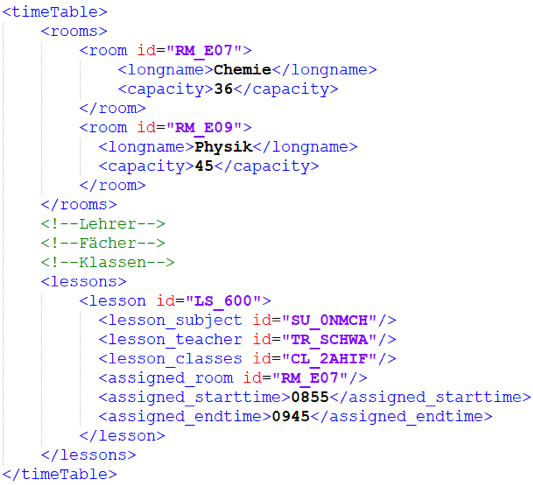 <timeTable>
<rooms>
<room id="RM_E07">
<longname>Chemie</longname>
<capacity>36</capacity>
</room>
<room id="RM_E09">
<longname>Physik</longname>
<capacity>45</capacity>
</room>
</rooms>
<!--Lehrer-->
<!--Fächer-->
<!--Klassen-->
<lessons>
<lesson id="LS_600">
<lesson_subject id="SU_0NMCH"/>
<lesson_teacher id="TR_SCHWA"/>
<lesson_classes id="CL_2AHIF"/>
<assigned_room id="RM_E07"/>
<assigned_starttime>0855</assigned_starttime>
<assigned_endtime>0945</assigned_endtime>
</lesson>
</lessons>
</timeTable>